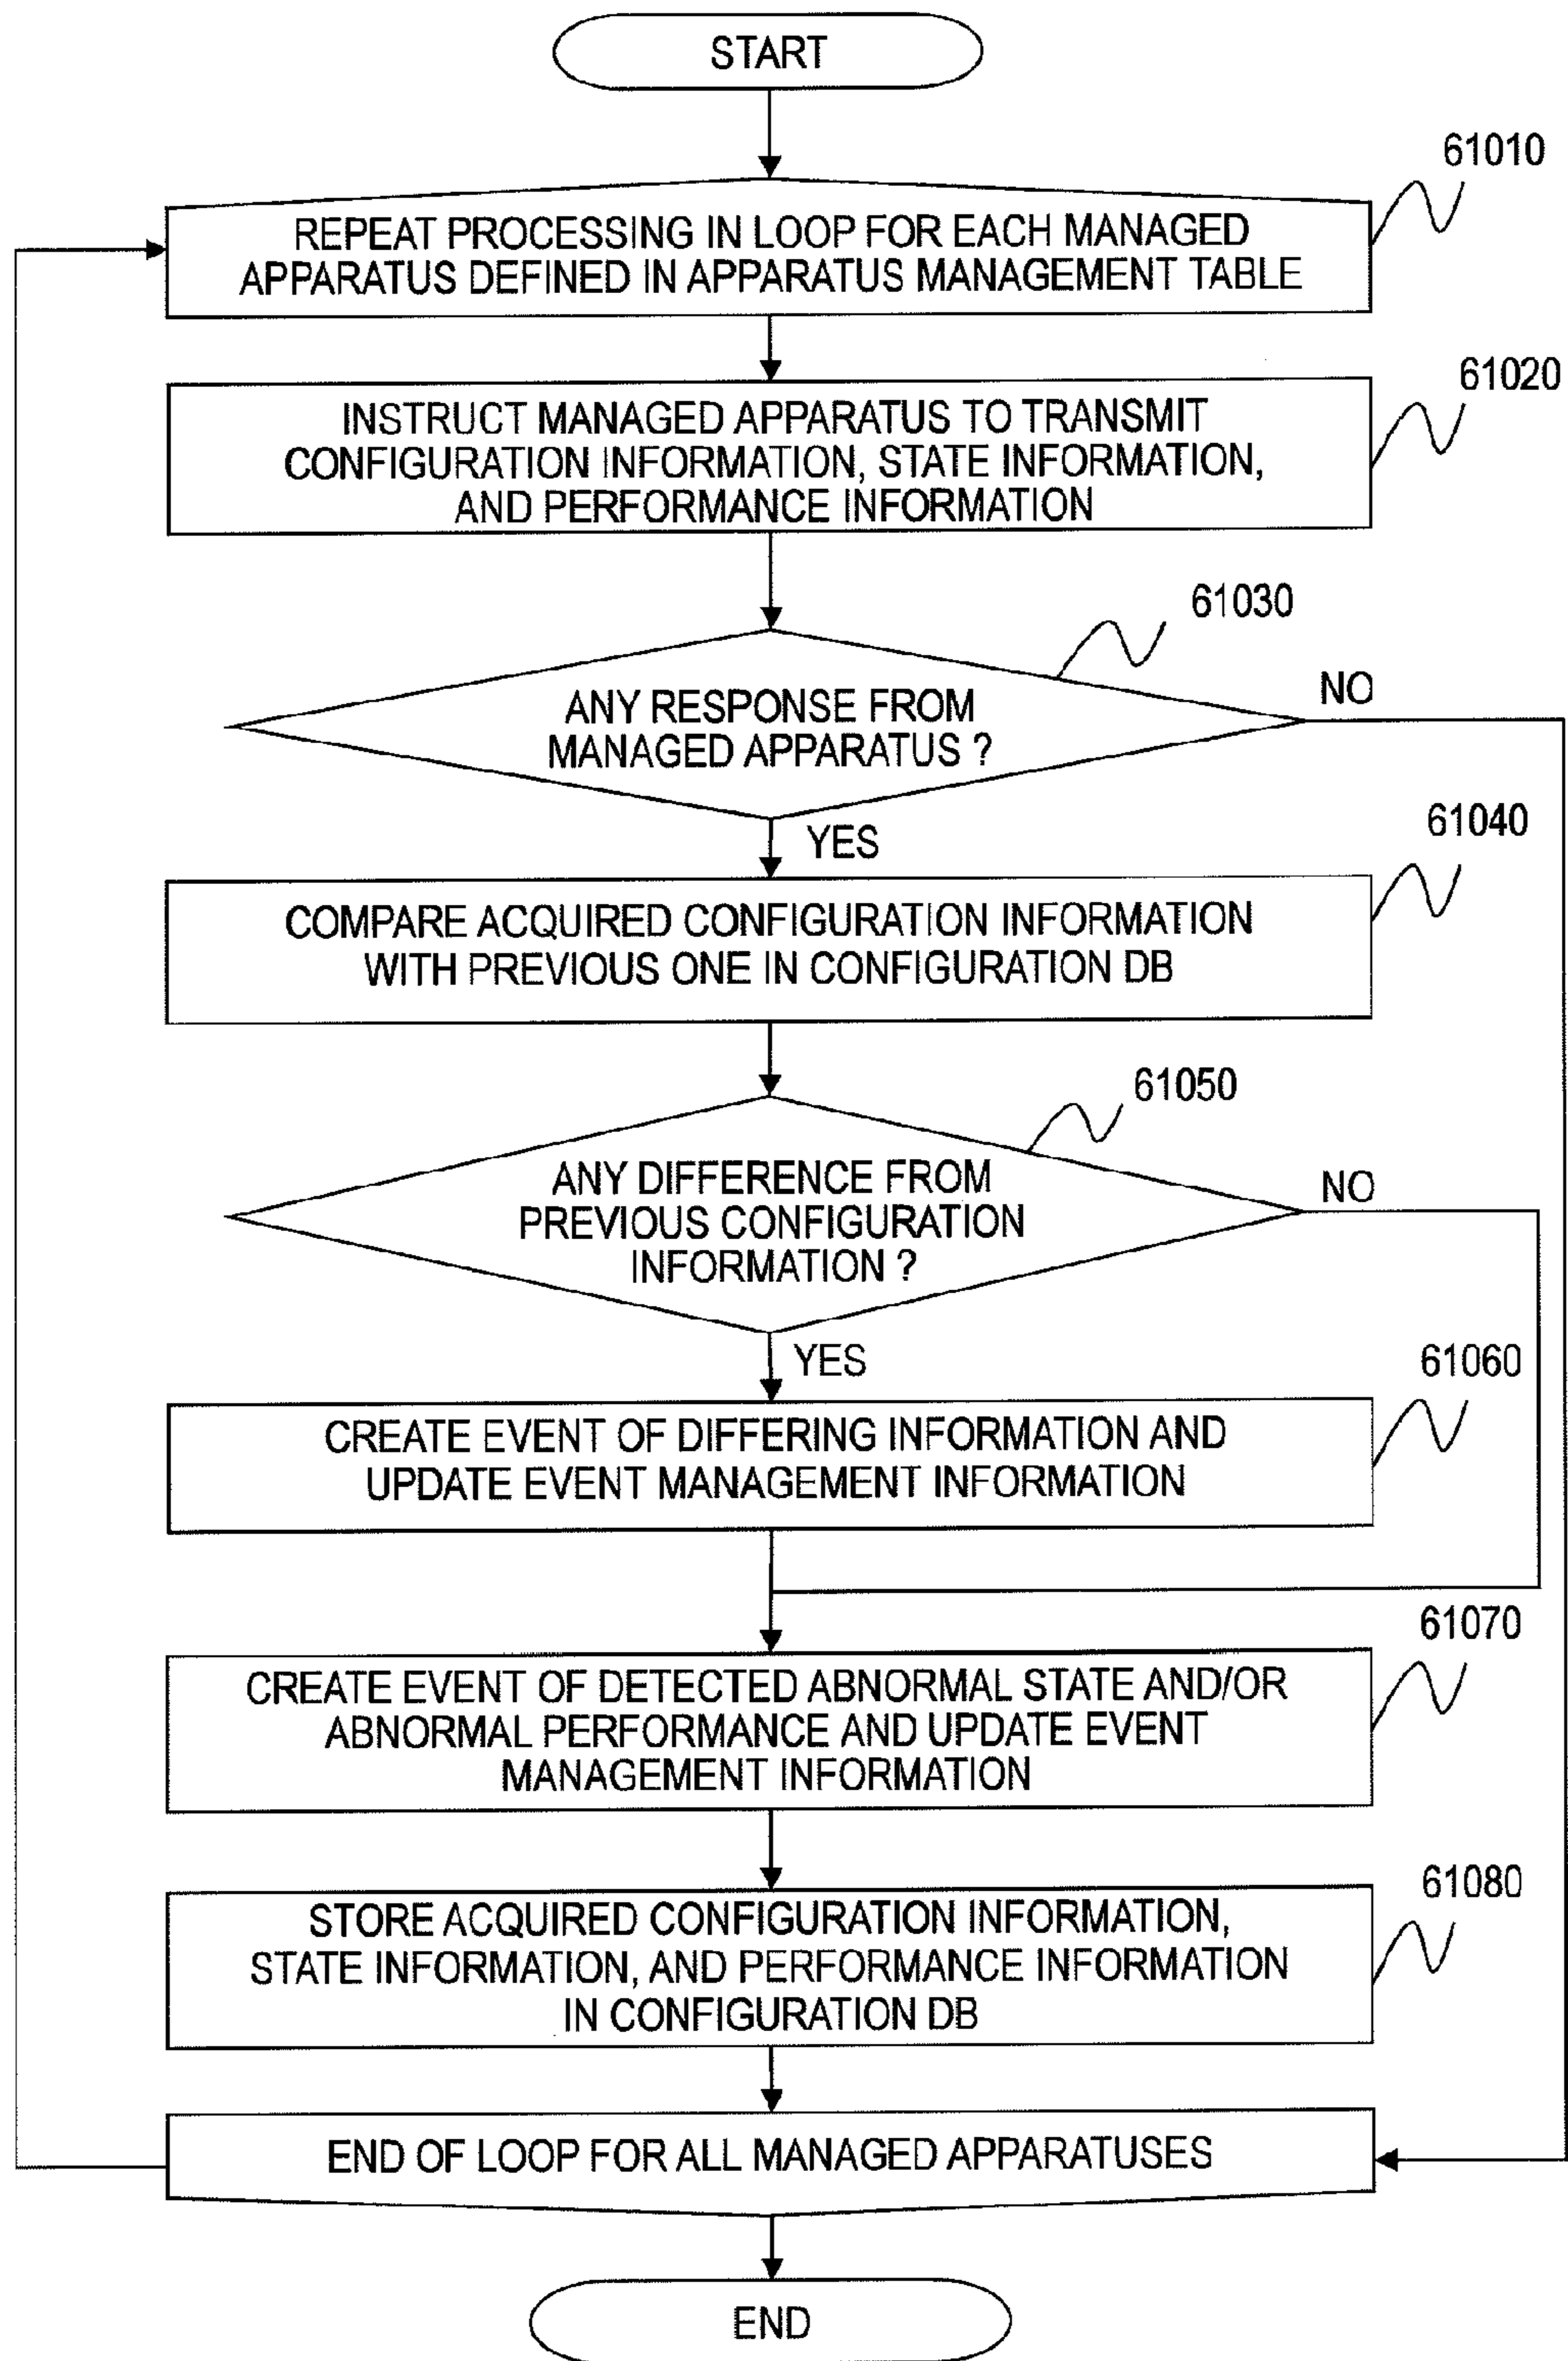 START
61010
REPEAT PROCESSING IN LOOP FOR EACH MANAGED
APPARATUS DEFINED IN APPARATUS MANAGEMENT TABLE
61020
INSTRUCT MANAGED APPARATUS TO TRANSMIT
CONFIGURATION INFORMATION, STATE INFORMATION,
AND PERFORMANCE INFORMATION
61030
NO
ANY RESPONSE FROM
MANAGED APPARATUS ?
YES
61040
COMPARE ACQUIRED CONFIGURATION INFORMATION
WITH PREVIOUS ONE IN CONFIGURATION DB
61050
NO
ANY DIFFERENCE FROM
PREVIOUS CONFIGURATION
INFORMATION ?
YES
61060
CREATE EVENT OF DIFFERING INFORMATION AND
UPDATE EVENT MANAGEMENT INFORMATION
61070
CREATE EVENT OF DETECTED ABNORMAL STATE AND/OR
ABNORMAL PERFORMANCE AND UPDATE EVENT
MANAGEMENT INFORMATION
61080
STORE ACQUIRED CONFIGURATION INFORMATION,
STATE INFORMATION, AND PERFORMANCE INFORMATION
IN CONFIGURATION DB
END OF LOOP FOR ALL MANAGED APPARATUSES
END